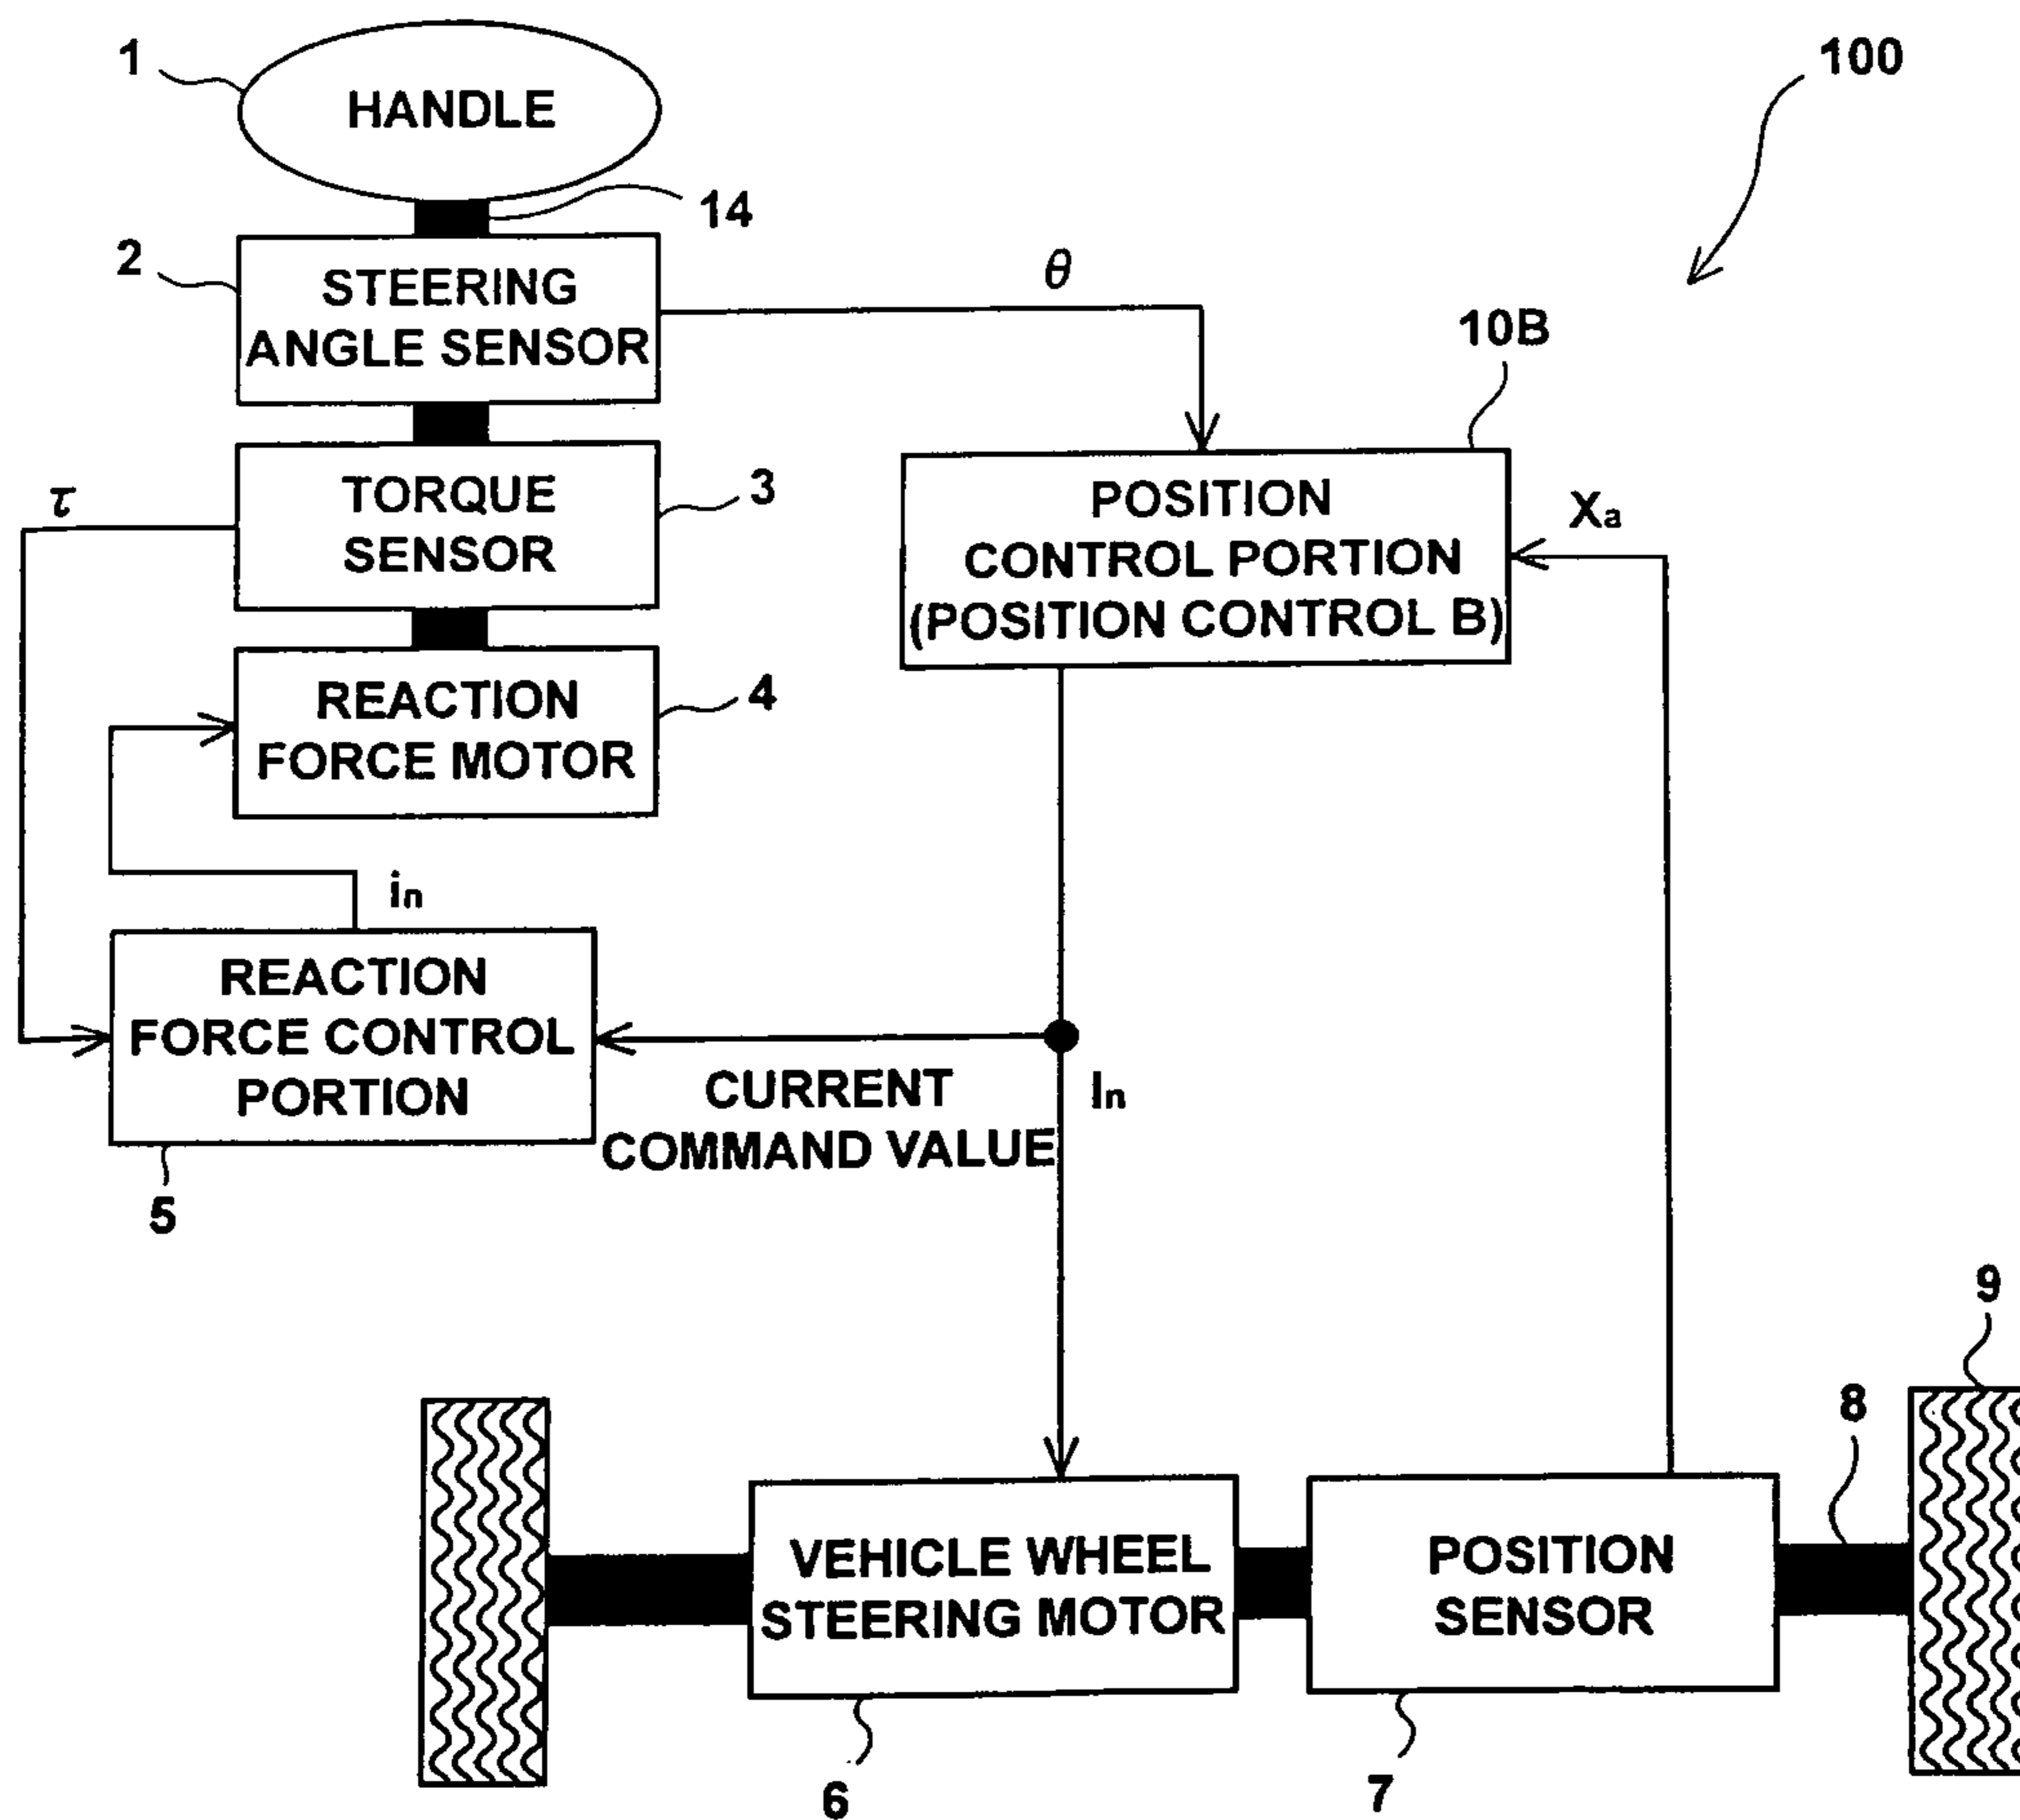 1
HANDLE
100
14
2
STEERING
ANGLE SENSOR
θ
10B
3
TORQUE
SENSOR
τ
POSITION
CONTROL PORTION
(POSITION CONTROL B)
Xa
4
REACTION
FORCE MOTOR
in
REACTION
FORCE CONTROL
PORTION
5
CURRENT
COMMAND VALUE
In
9
8
VEHICLE WHEEL
STEERING MOTOR
POSITION
SENSOR
6
7